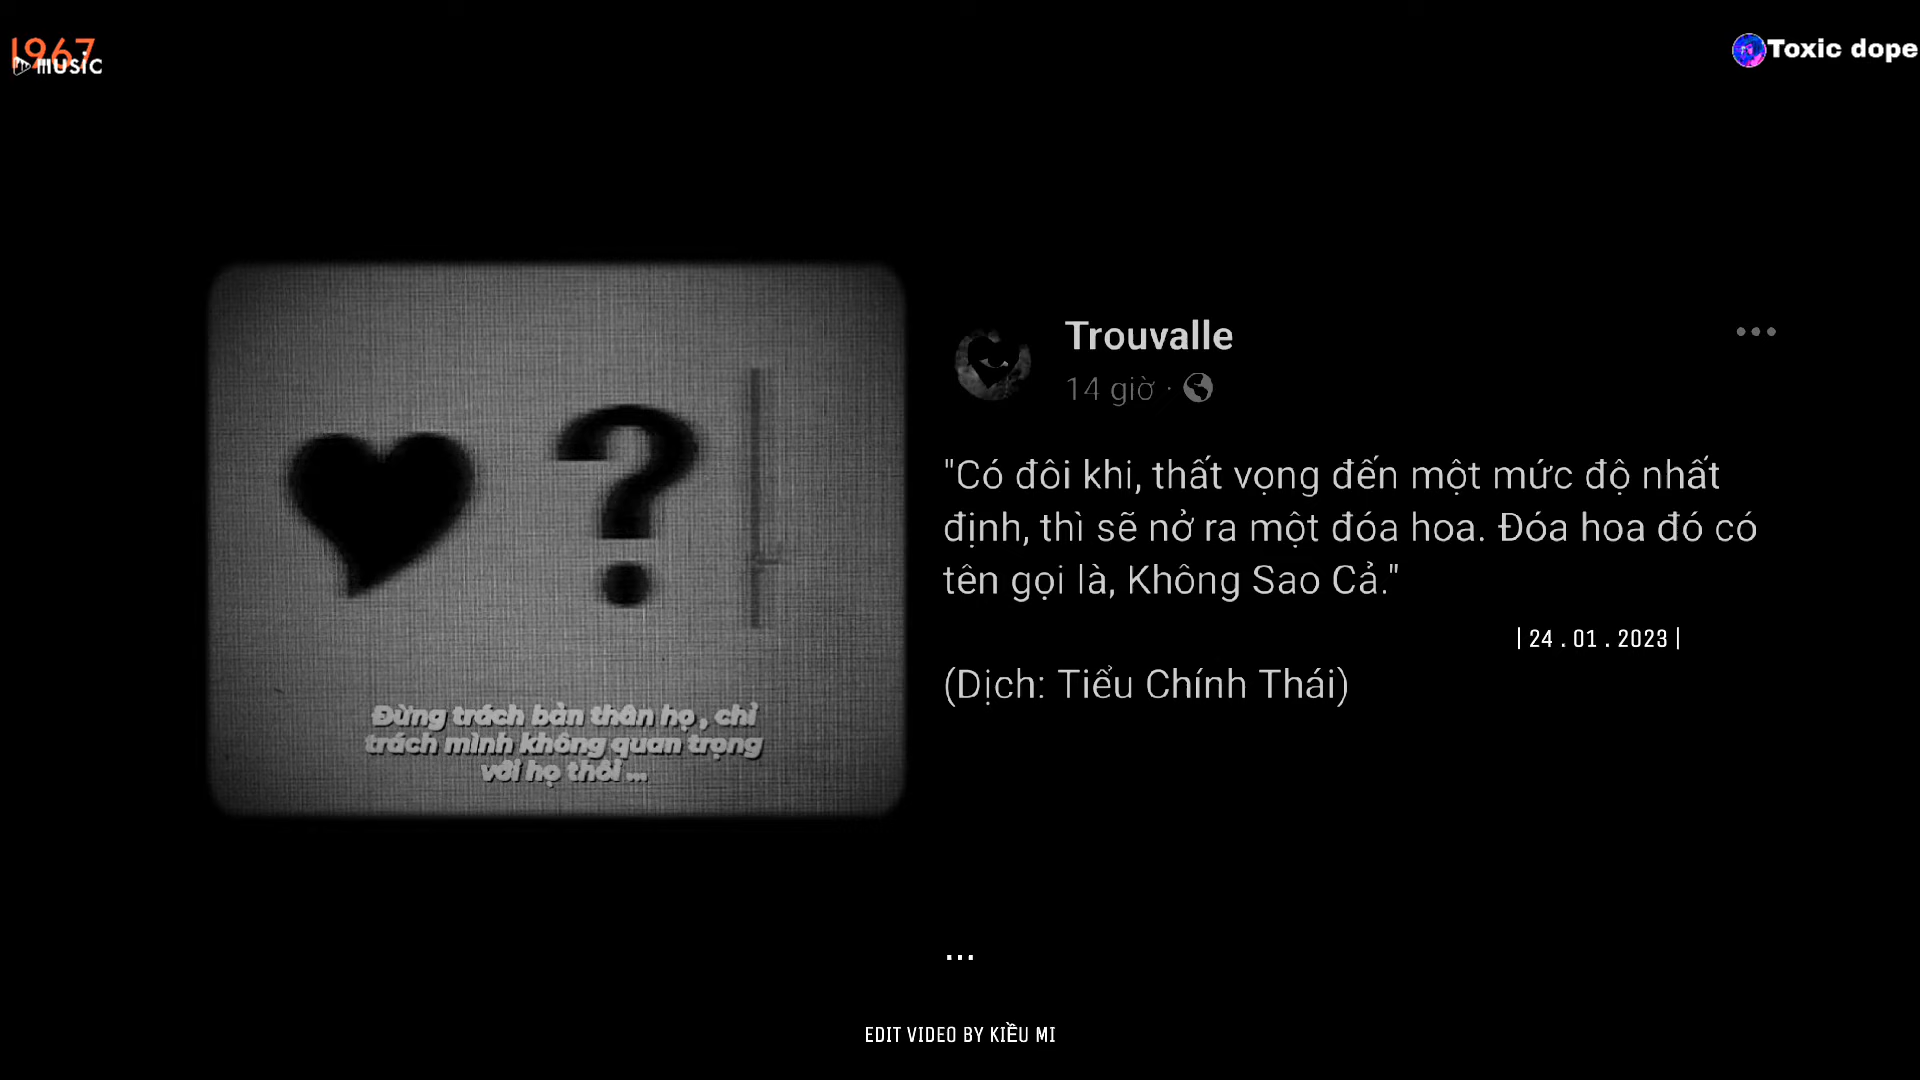 1967
music
Toxic dope
Trouvalle
14 giờ ·
"Có đôi khi, thất vọng đến một mức độ nhất
định, thì sẽ nở ra một đóa hoa. Đóa hoa đó có
tên gọi là, Không Sao Cả."
| 24 . 01 . 2023 |
(Dịch: Tiểu Chính Thái)
?
Đừng trách bản thân họ , chỉ
trách mình không quan trọng
với họ thôi ...
...
EDIT VIDEO BY KIỀU MI